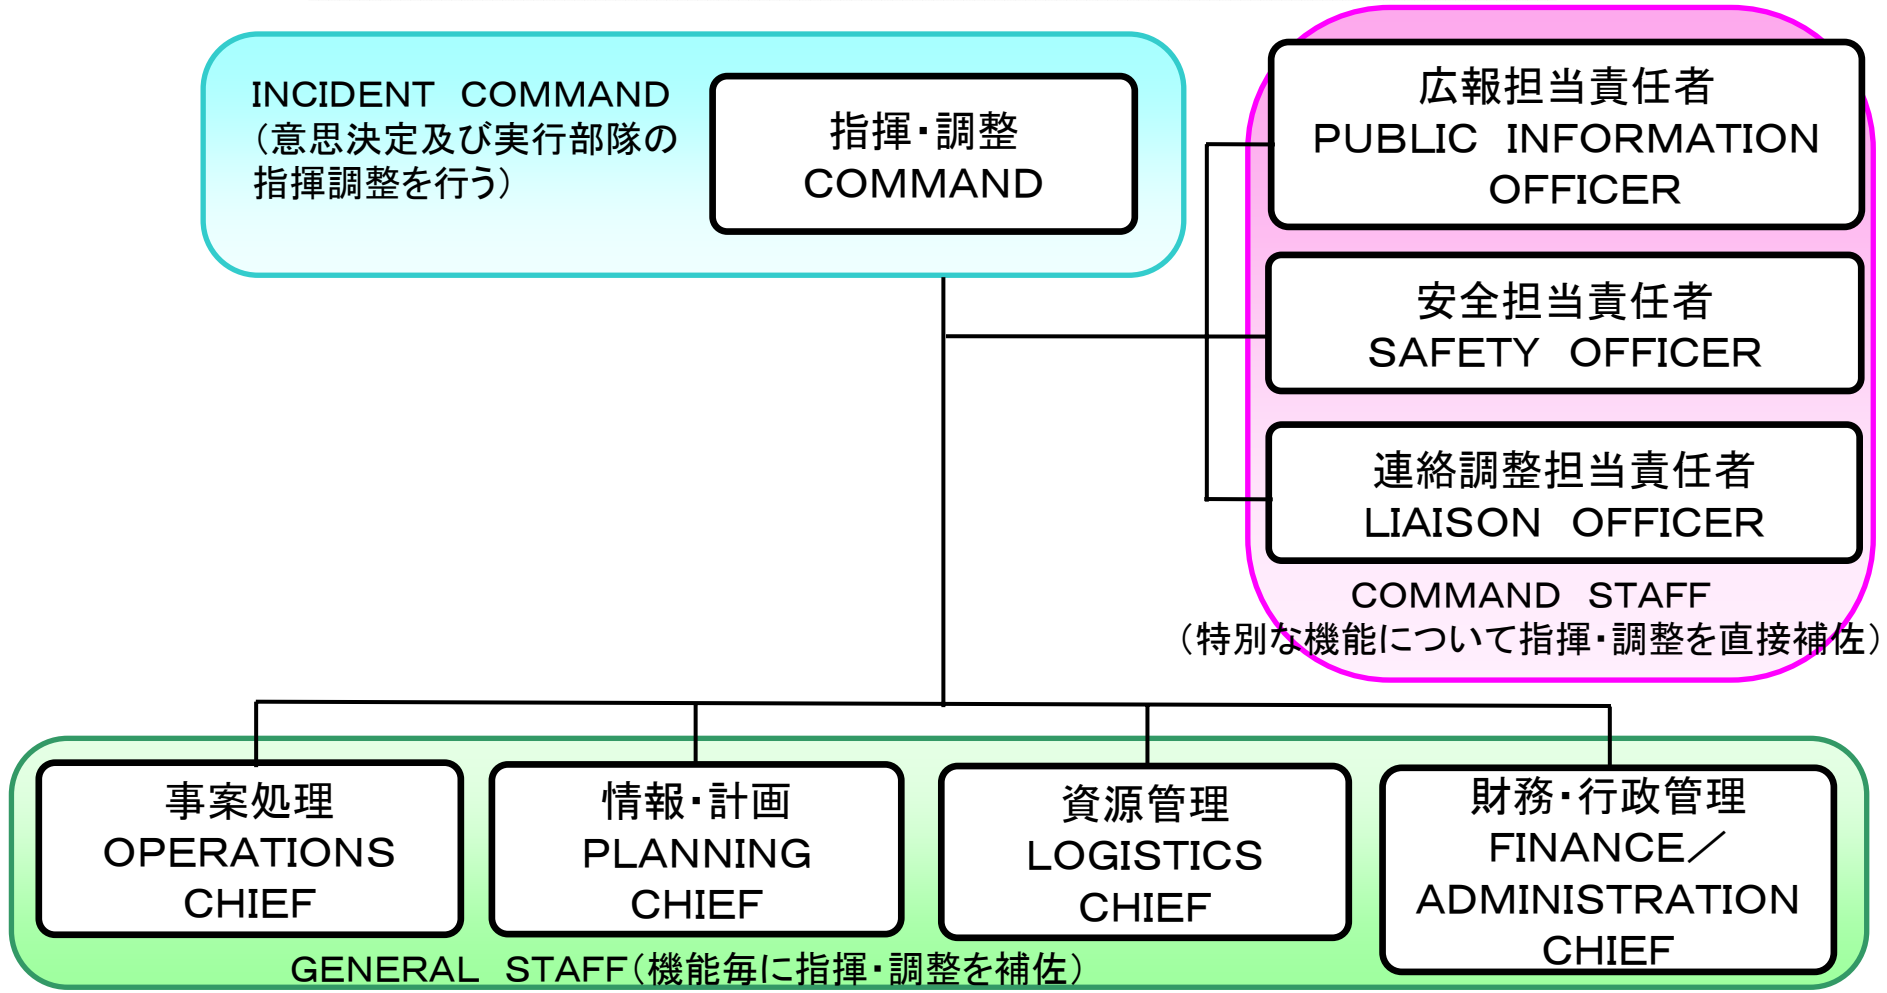 INCIDENT COMMAND
（意思決定及び実行部隊の
指揮調整を行う）
指揮・調整
COMMAND
広報担当責任者
PUBLIC INFORMATION
OFFICER
安全担当責任者
SAFETY OFFICER
連絡調整担当責任者
LIAISON OFFICER
COMMAND STAFF
（特別な機能について指揮・調整を直接補佐）
事案処理
OPERATIONS
CHIEF
情報・計画
PLANNING
CHIEF
資源管理
LOGISTICS
CHIEF
財務・行政管理
FINANCE／
ADMINISTRATION
CHIEF
GENERAL STAFF（機能毎に指揮・調整を補佐）